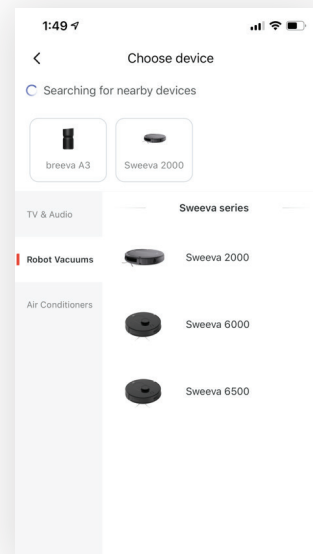 1:49
Choose device
Searching for nearby devices
breeva A3
Sweeva 2000
TV & Audio
Robot Vacuums
Air Conditioners
Sweeva series
Sweeva 2000
Sweeva 6000
Sweeva 6500